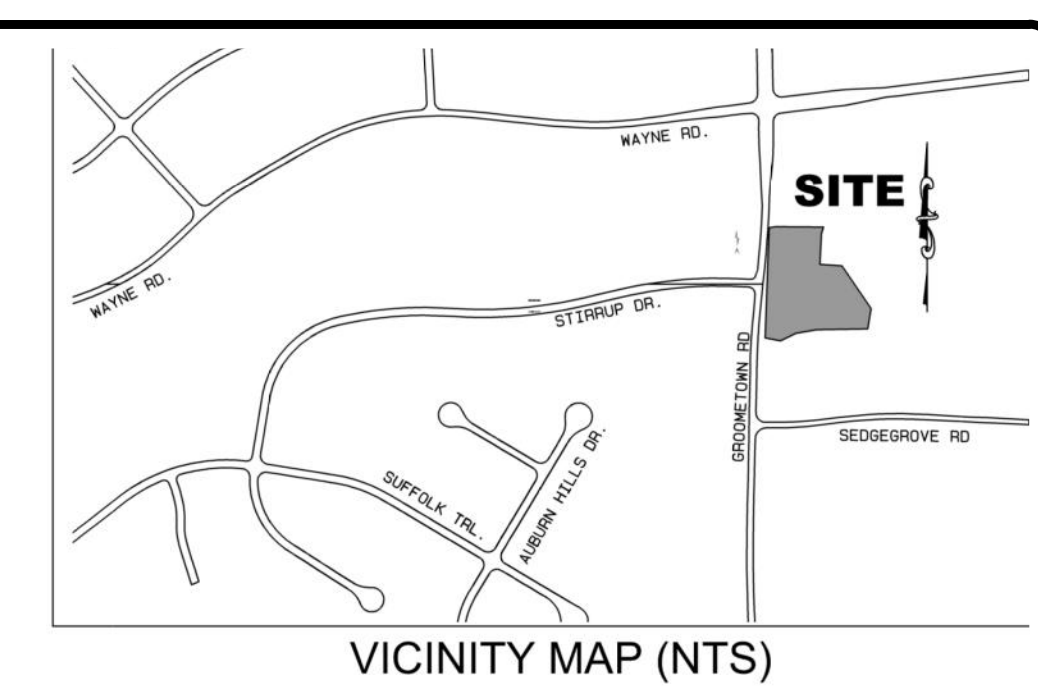 WAYNE RD.
SITE
WAYNE RD.
STIRRUP DR.
GROOMETOWN RD
SEDGEGROVE RD
SUFFOLK TRL.
AUBURN HILLS DR.
VICINITY MAP (NTS)